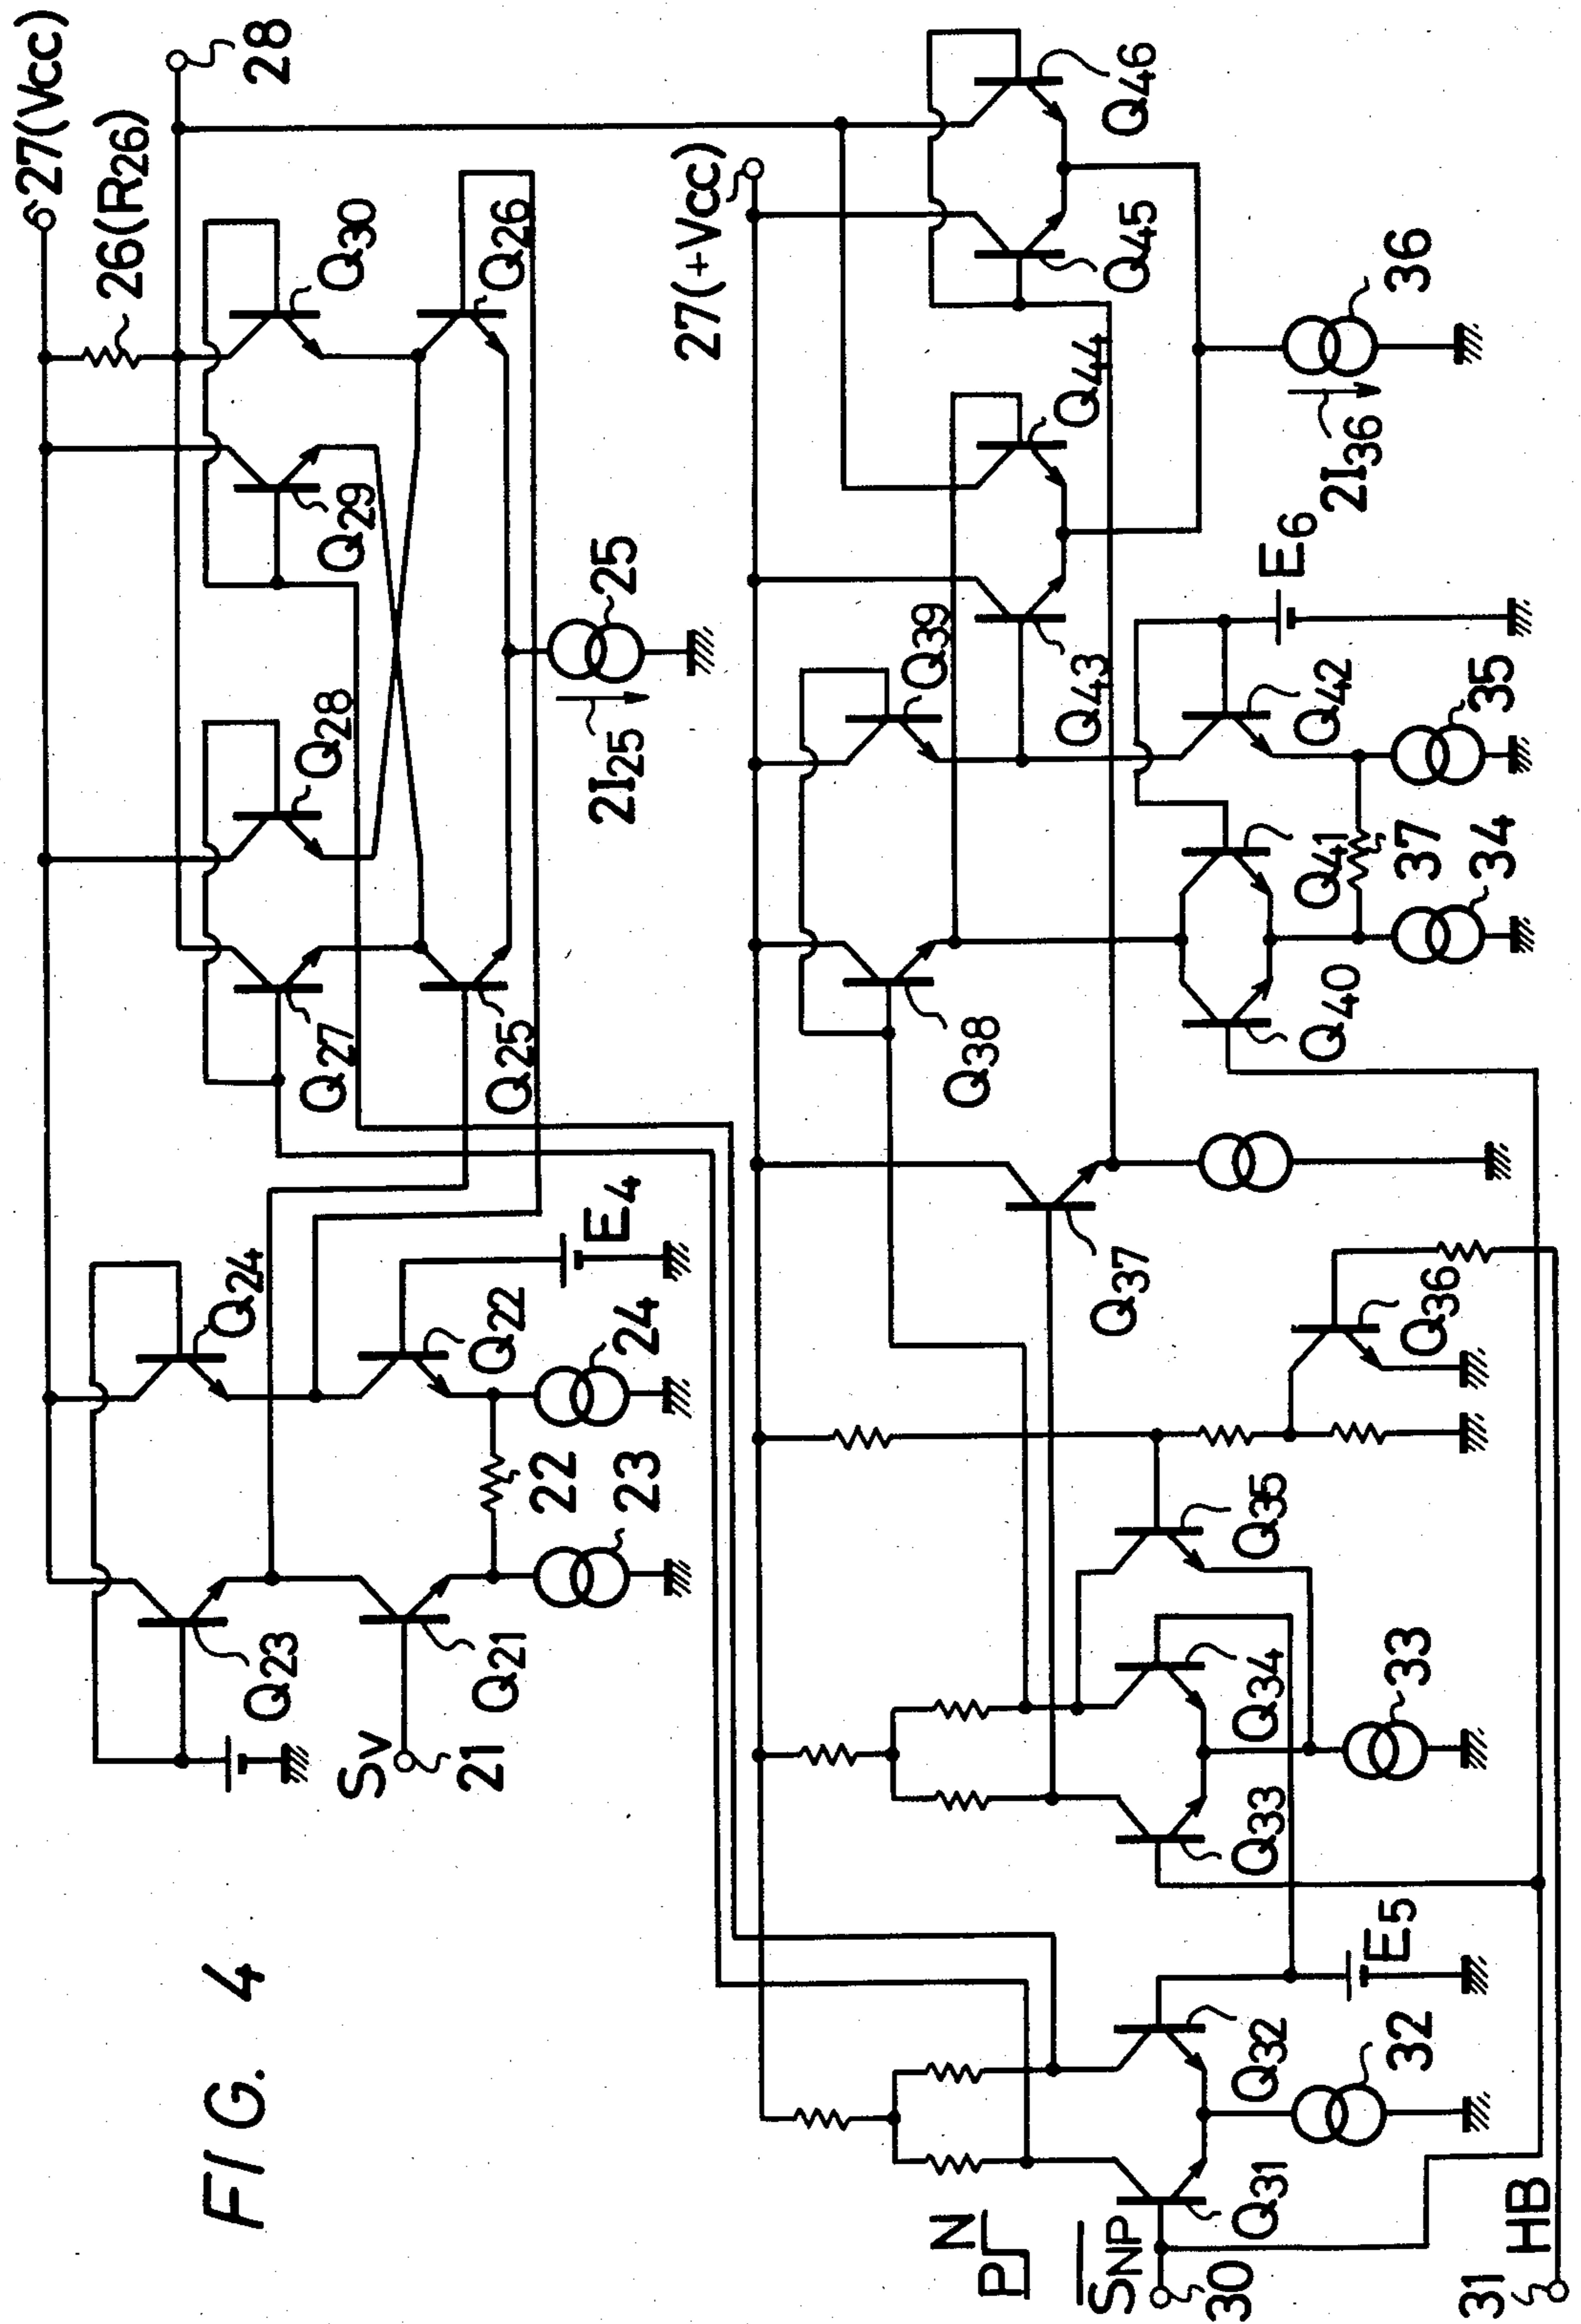 FIG. 4
27(Vcc)
26(R26)
28
Q30
Q29
Q28
Q27
Q26
Q25
2I25
25
Q24
Q23
Q22
Q21
E4
24
22
23
SV
21
27(+Vcc)
Q46
Q45
Q44
Q43
Q39
Q38
36
2I36
E6
Q42
Q41
Q40
35
37
34
Q37
Q36
Q35
Q34
Q33
33
E5
Q32
Q31
32
N
P
SNP
30
HB
31